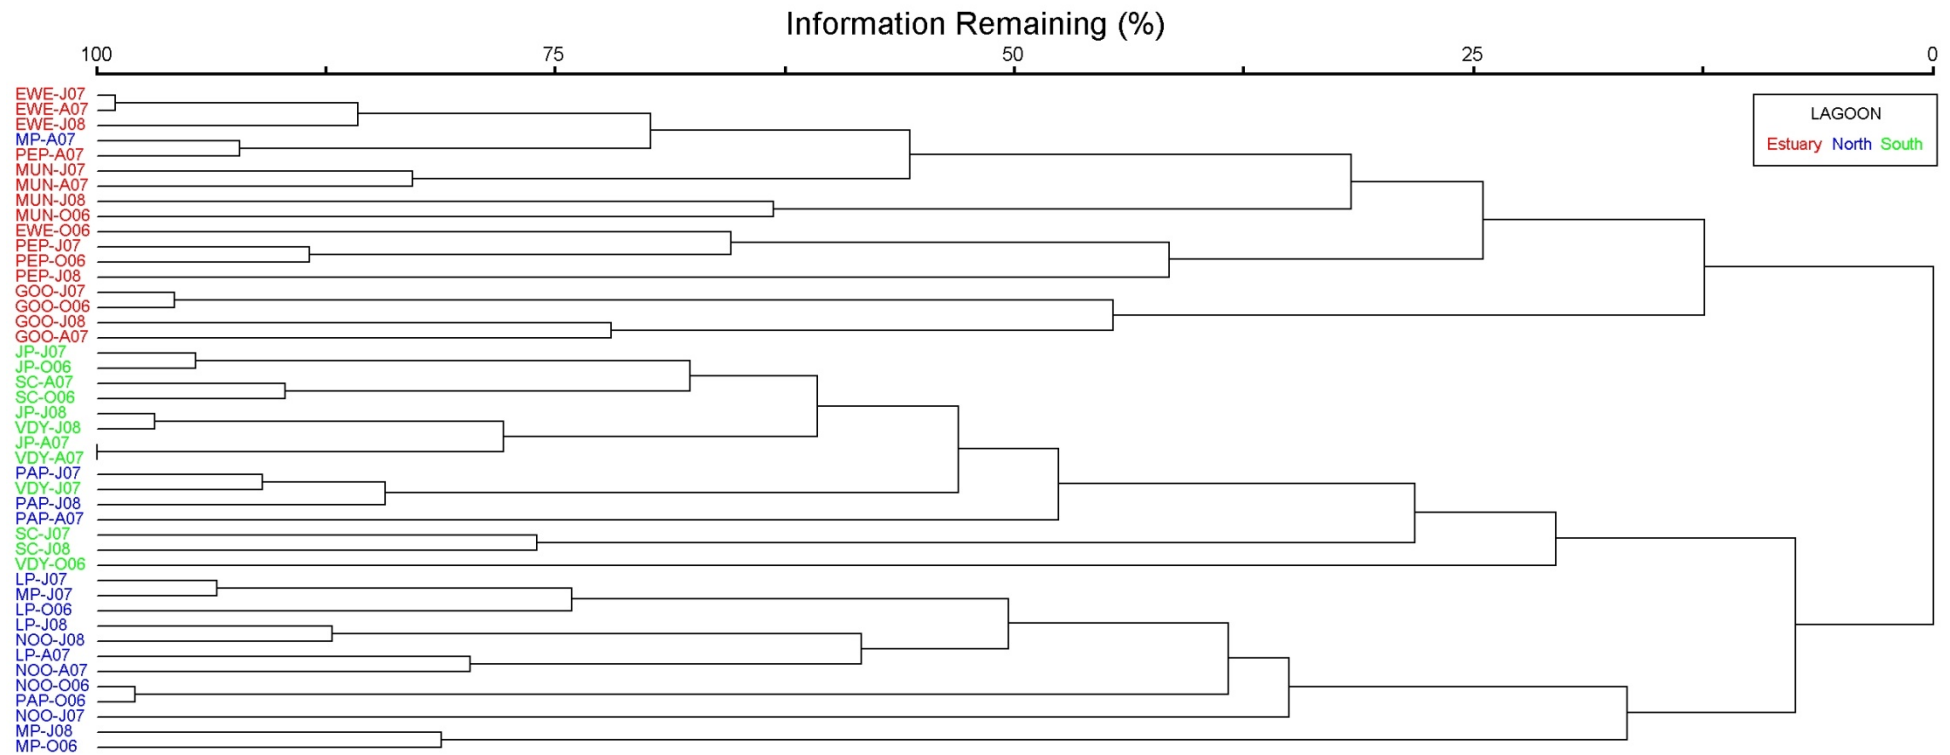 Information Remaining (%)
100 75 50 25 0
EWE-J07
EWE-A07
EWE-J08
MP-A07
PEP-A07
MUN-J07
MUN-A07
MUN-J08
MUN-O06
EWE-O06
PEP-J07
PEP-O06
PEP-J08
GOO-J07
GOO-O06
GOO-J08
GOO-A07
JP-J07
JP-O06
SC-A07
SC-O06
JP-J08
VDY-J08
JP-A07
VDY-A07
PAP-J07
VDY-J07
PAP-J08
PAP-A07
SC-J07
SC-J08
VDY-O06
LP-J07
MP-J07
LP-O06
LP-J08
NOO-J08
LP-A07
NOO-A07
NOO-O06
PAP-O06
NOO-J07
MP-J08
MP-O06
LAGOON
Estuary North South